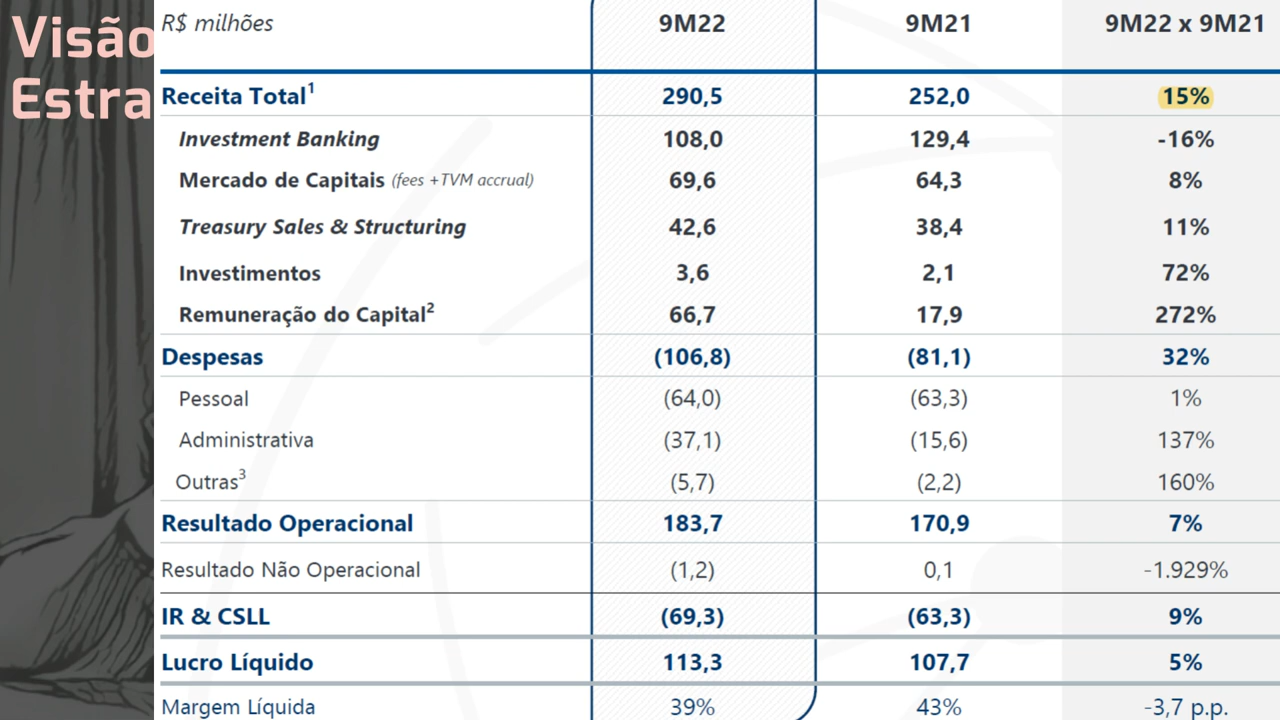 Visão
Estra
R$ milhões 9M22 9M21 9M22 x 9M21
Receita Total¹ 290,5 252,0 15%
Investment Banking 108,0 129,4 -16%
Mercado de Capitais (fees +TVM accrual) 69,6 64,3 8%
Treasury Sales & Structuring 42,6 38,4 11%
Investimentos 3,6 2,1 72%
Remuneração do Capital² 66,7 17,9 272%
Despesas (106,8) (81,1) 32%
Pessoal (64,0) (63,3) 1%
Administrativa (37,1) (15,6) 137%
Outras³ (5,7) (2,2) 160%
Resultado Operacional 183,7 170,9 7%
Resultado Não Operacional (1,2) 0,1 -1.929%
IR & CSLL (69,3) (63,3) 9%
Lucro Líquido 113,3 107,7 5%
Margem Líquida 39% 43% -3,7 p.p.